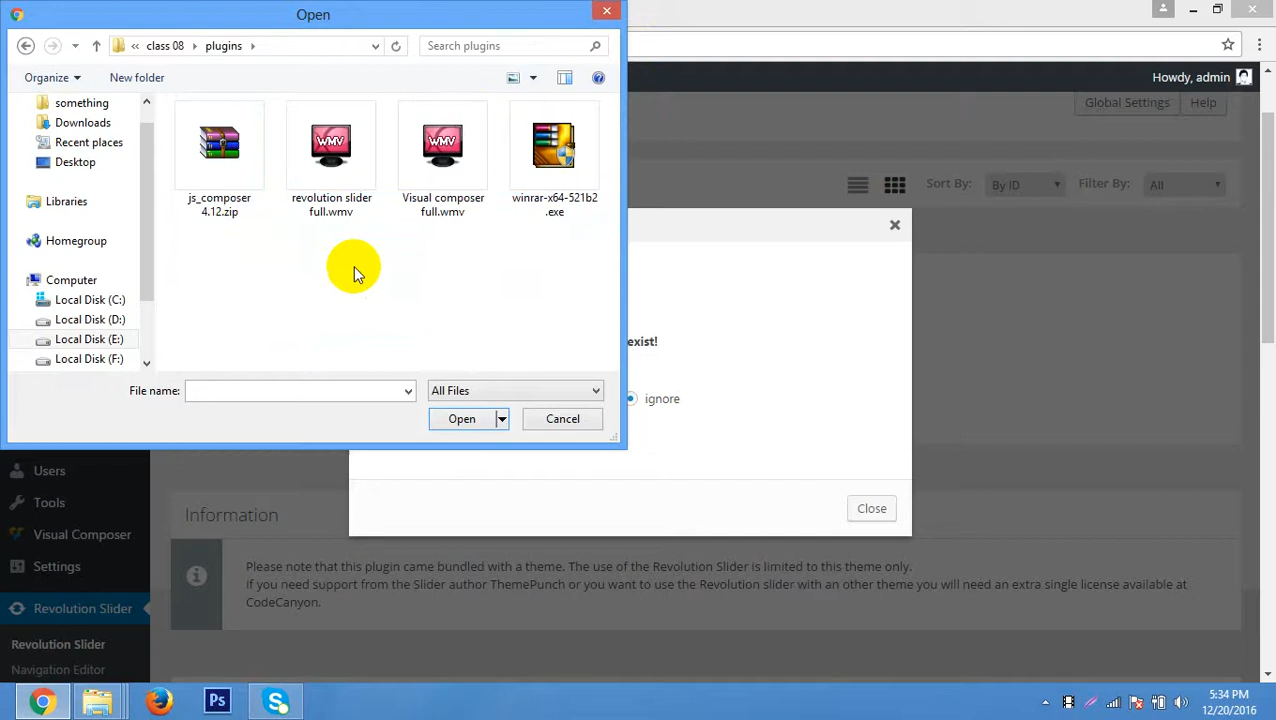 Open
class 08
plugins
Search plugins
Organize
New folder
something
Downloads
Recent places
Desktop
Libraries
Homegroup
Computer
Local Disk (C:)
Local Disk (D:)
Local Disk (E:)
Local Disk (F:)
js_composer
4.12.zip
WMV
revolution slider
full.wmv
WMV
Visual composer
full.wmv
winrar-x64-521b2
.exe
File name:
All Files
Open
Cancel
Howdy, admin
Global Settings
Help
Sort By:
By ID
Filter By:
All
exist!
ignore
Close
Users
Tools
Visual Composer
Settings
Revolution Slider
Revolution Slider
Navigation Editor
Information
Please note that this plugin came bundled with a theme. The use of the Revolution Slider is limited to this theme only.
If you need support from the Slider author ThemePunch or you want to use the Revolution slider with an other theme you will need an extra single license available at
CodeCanyon.
Ps
5:34 PM
12/20/2016